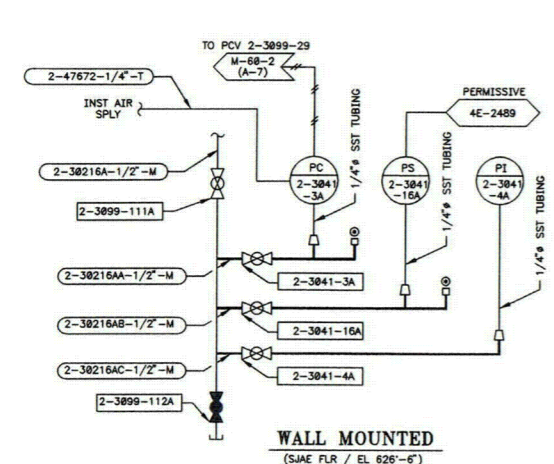 TO PCV 2-3099-29
M-60-2
(A-7)
2-47672-1/4"-T
INST AIR
SPLY
PERMISSIVE
4E-2489
2-30216A-1/2"-M
PC
2-3041
-3A
PS
2-3041
-16A
PI
2-3041
-4A
1/4"ø SST TUBING
1/4"ø SST TUBING
1/4"ø SST TUBING
2-3099-111A
2-30216AA-1/2"-M
2-3041-3A
2-30216AB-1/2"-M
2-3041-16A
2-30216AC-1/2"-M
2-3041-4A
2-3099-112A
WALL MOUNTED
(SJAE FLR / EL 626'-6")